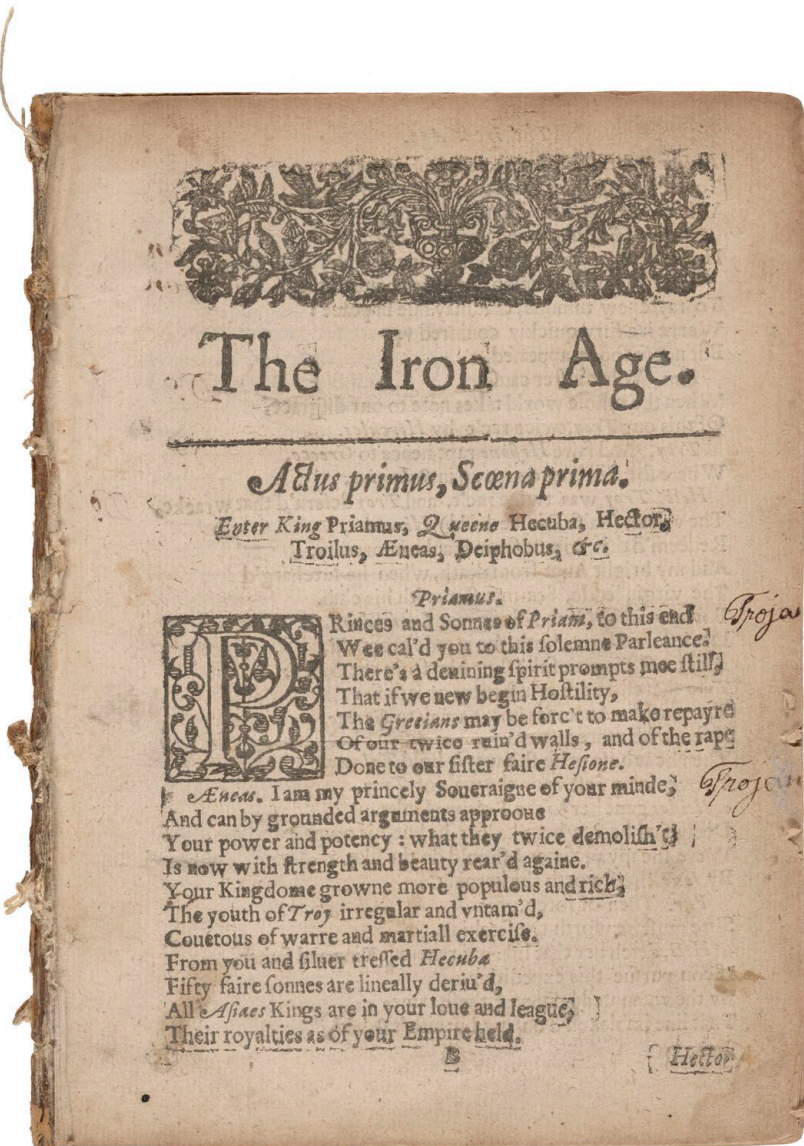 The Iron Age.
Actus primus, Scœna prima.
Enter King Priamus, Queene Hecuba, Hector,
Troilus, Æneas, Deiphobus, &c.
Priamus.
PRinces and Sonnes of Priam, to this end
Wee cal'd you to this solemne Parleance.
There's a deuining spirit prompts moe still,
That if we new begin Hostility,
The Grecians may be forc't to make repayre
Of our twice ruin'd walls, and of the rape
Done to our sister faire Hesione.
Æneas. I am my princely Soueraigne of your minde,
And can by grounded arguments approoue
Your power and potency : what they twice demolish't
Is now with strength and beauty rear'd againe.
Your Kingdome growne more populous and rich,
The youth of Troy irregular and vntam'd,
Couetous of warre and martiall exercise.
From you and siluer tressed Hecuba
Fifty faire sonnes are lineally deriu'd,
All Asiaes Kings are in your loue and league,
Their royalties as of your Empire held.
B
Hector
Troja
Trojan